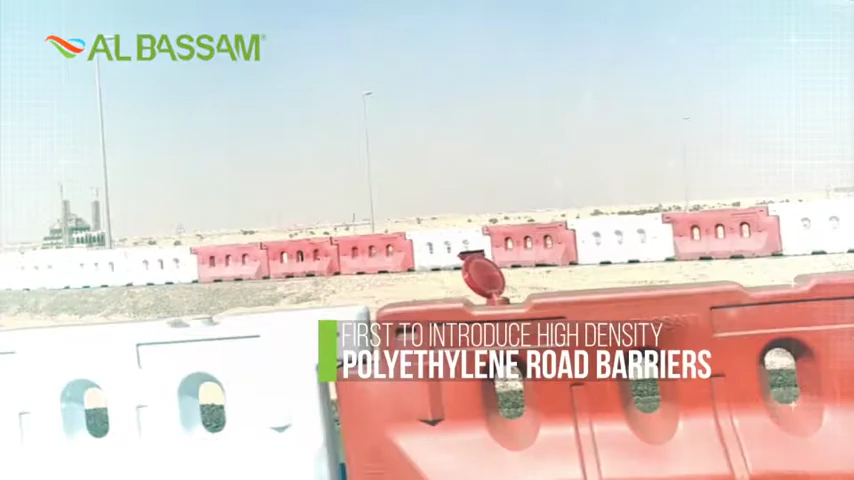 AL BASSAM®
FIRST TO INTRODUCE HIGH DENSITY
POLYETHYLENE ROAD BARRIERS